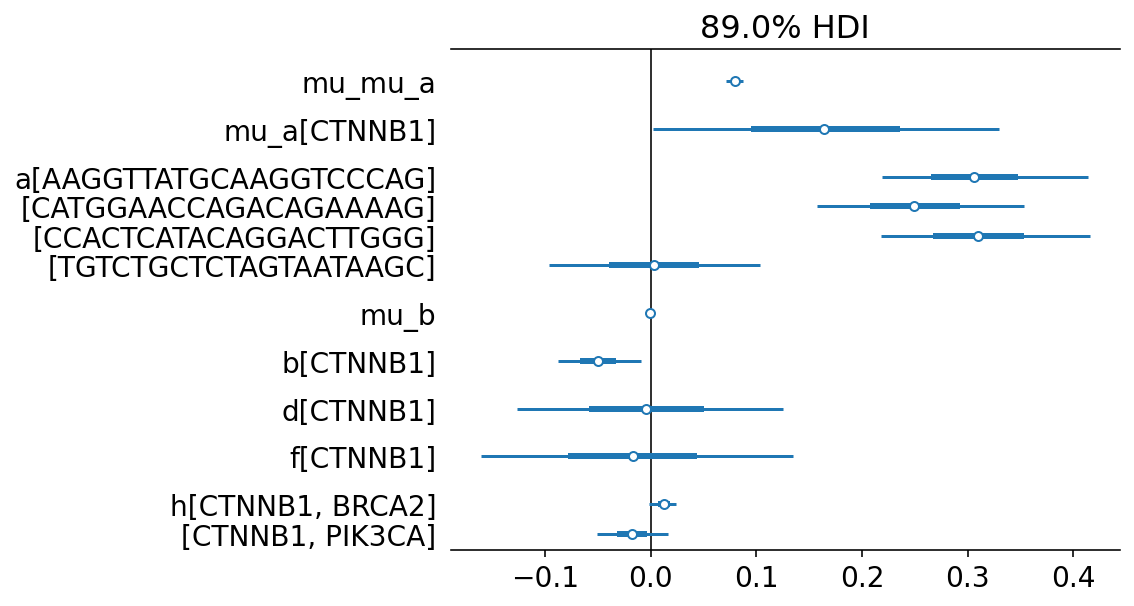 89.0% HDI
mu_mu_a
mu_a[CTNNB1]
a[AAGGTTATGCAAGGTCCCAG]
[CATGGAACCAGACAGAAAAG]
[CCACTCATACAGGACTTGGG]
[TGTCTGCTCTAGTAATAAGC]
mu_b
b[CTNNB1]
d[CTNNB1]
f[CTNNB1]
h[CTNNB1, BRCA2]
[CTNNB1, PIK3CA]
−0.1 0.0 0.1 0.2 0.3 0.4